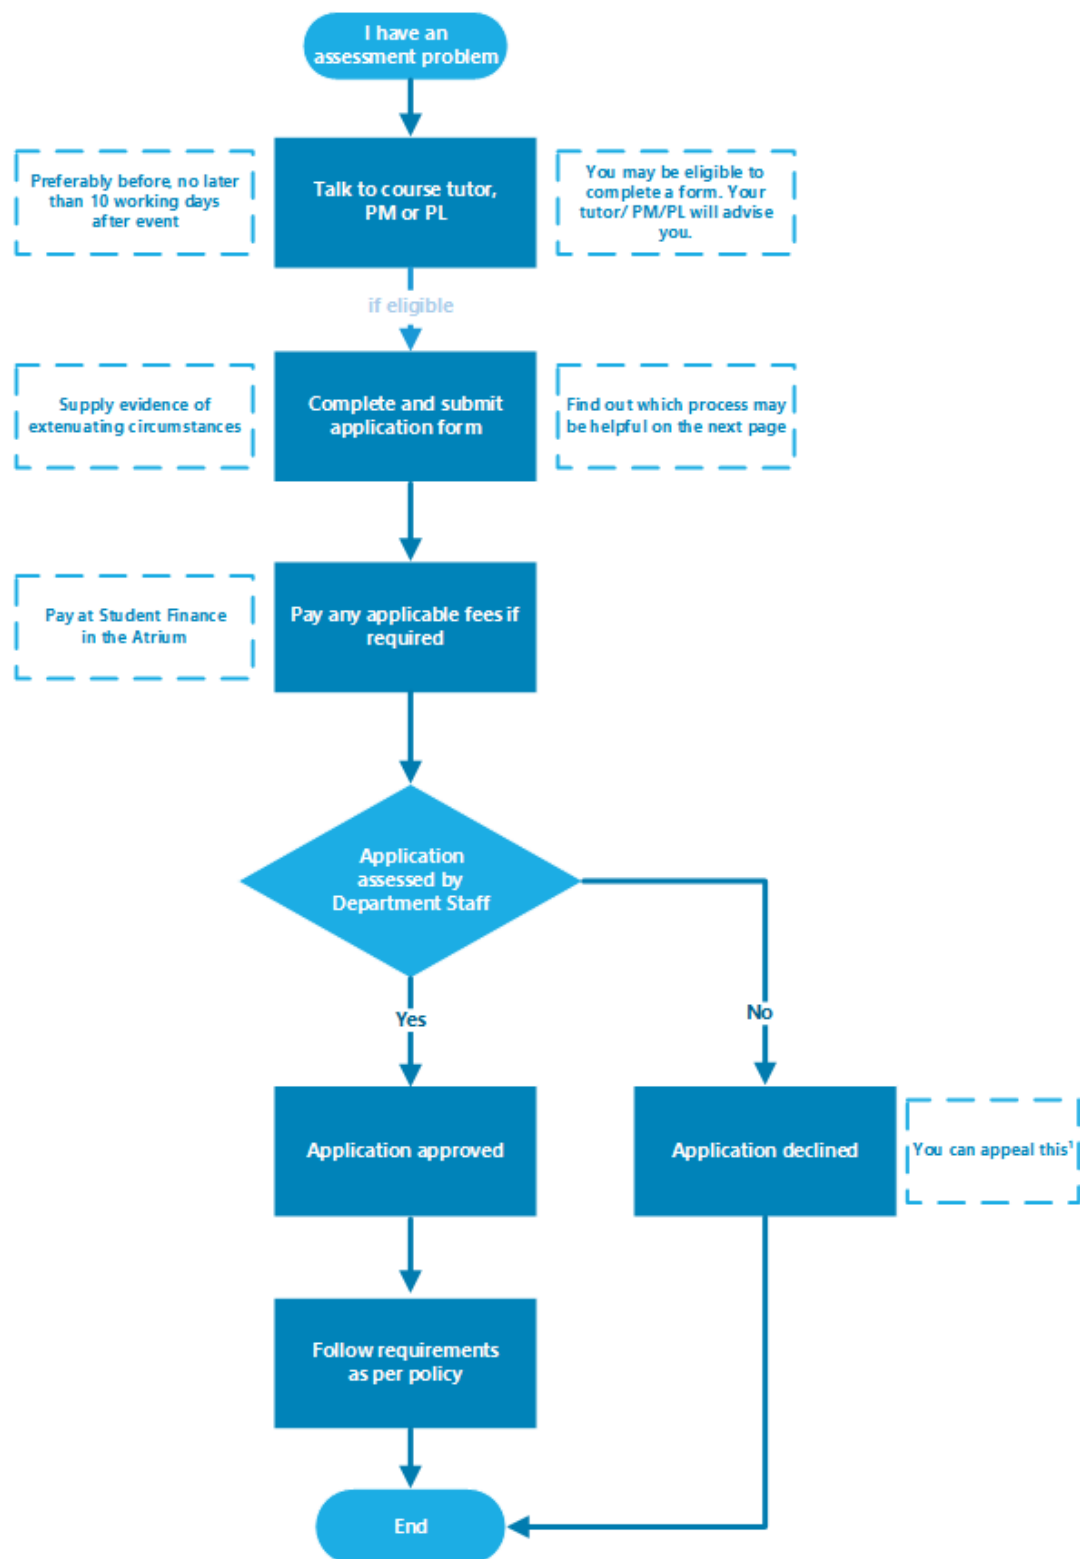 I have an
assessment problem
Preferably before, no later
than 10 working days
after event
Talk to course tutor,
PM or PL
You may be eligible to
complete a form. Your
tutor/ PM/PL will advise
you.
if eligible
Supply evidence of
extenuating circumstances
Complete and submit
application form
Find out which process may
be helpful on the next page
Pay at Student Finance
in the Atrium
Pay any applicable fees if
required
Application
assessed by
Department Staff
Yes
No
Application approved
Application declined
You can appeal this¹
Follow requirements
as per policy
End